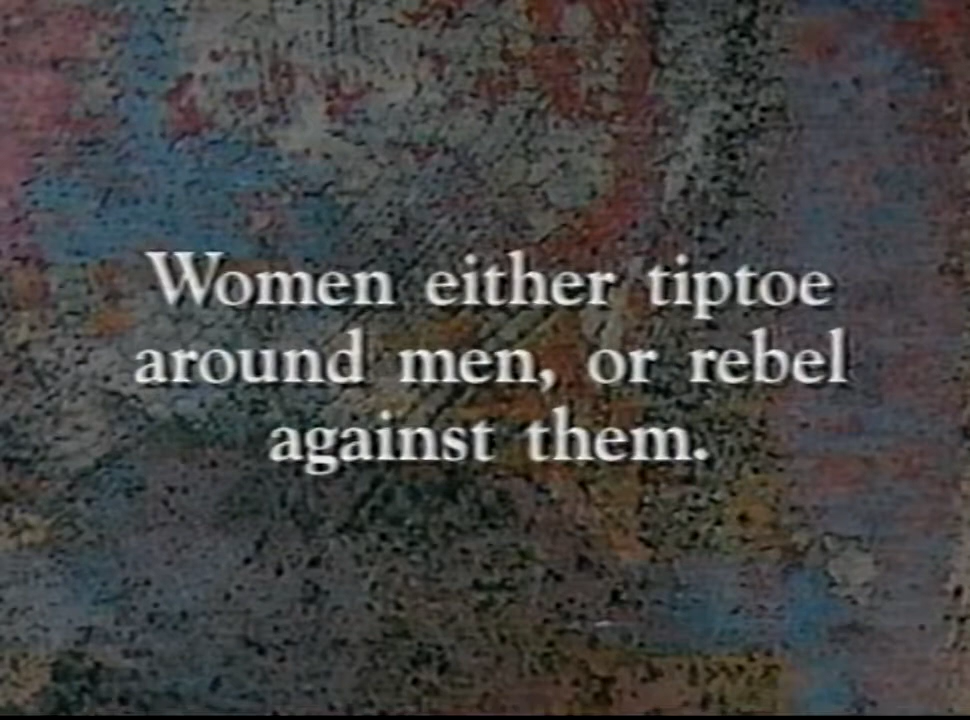 Women either tiptoe
around men, or rebel
against them.